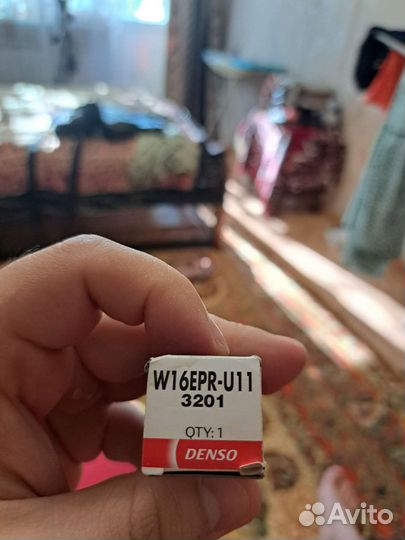 W16EPR-U11
3201
QTY: 1
DENSO
Avito